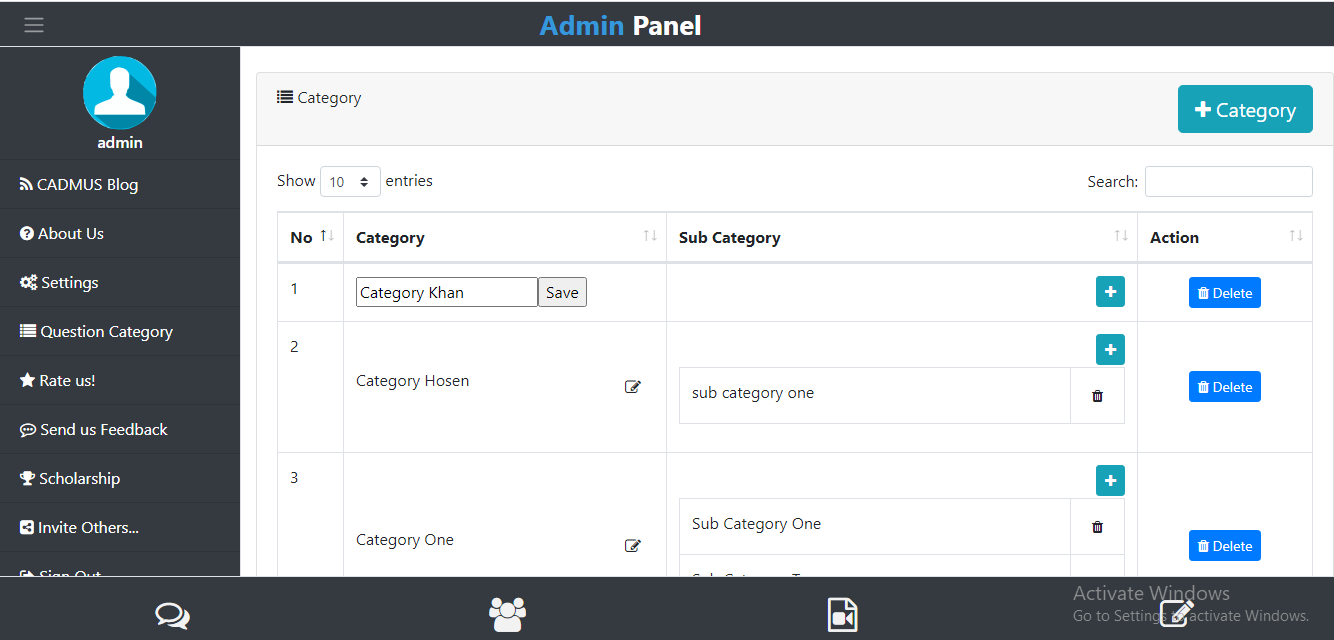 Admin Panel
admin
CADMUS Blog
About Us
Settings
Question Category
Rate us!
Send us Feedback
Scholarship
Invite Others...
Sign Out
Category
+ Category
Show 10 entries
Search:
No Category Sub Category Action
1 Category Khan Save Delete
2 Category Hosen sub category one Delete
3 Category One Sub Category One Delete
Activate Windows
Go to Settings to activate Windows.